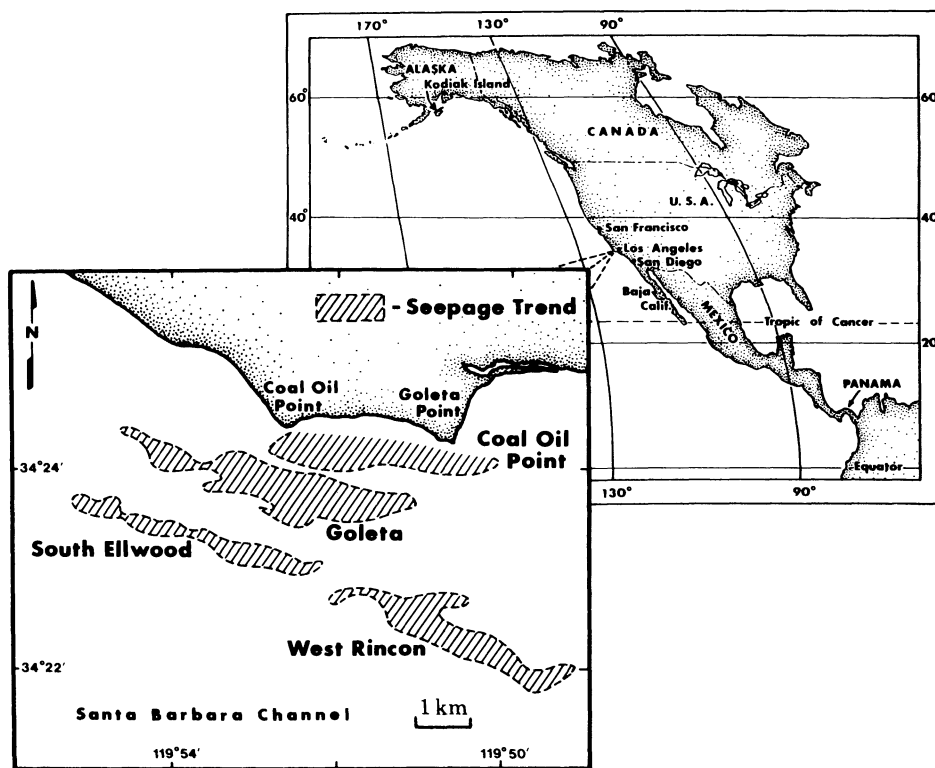 170°
130°
90°
ALASKA
Kodiak Island
60°
60
CANADA
U.S.A.
40°
40
San Francisco
Los Angeles
San Diego
Baja
Calif.
MEXICO
Tropic of Cancer
20
PANAMA
Equator
130°
90°
N
- Seepage Trend
Coal Oil
Point
Goleta
Point
Coal Oil
Point
34°24'
Goleta
South Ellwood
West Rincon
34°22'
Santa Barbara Channel
1 km
119°54'
119°50'